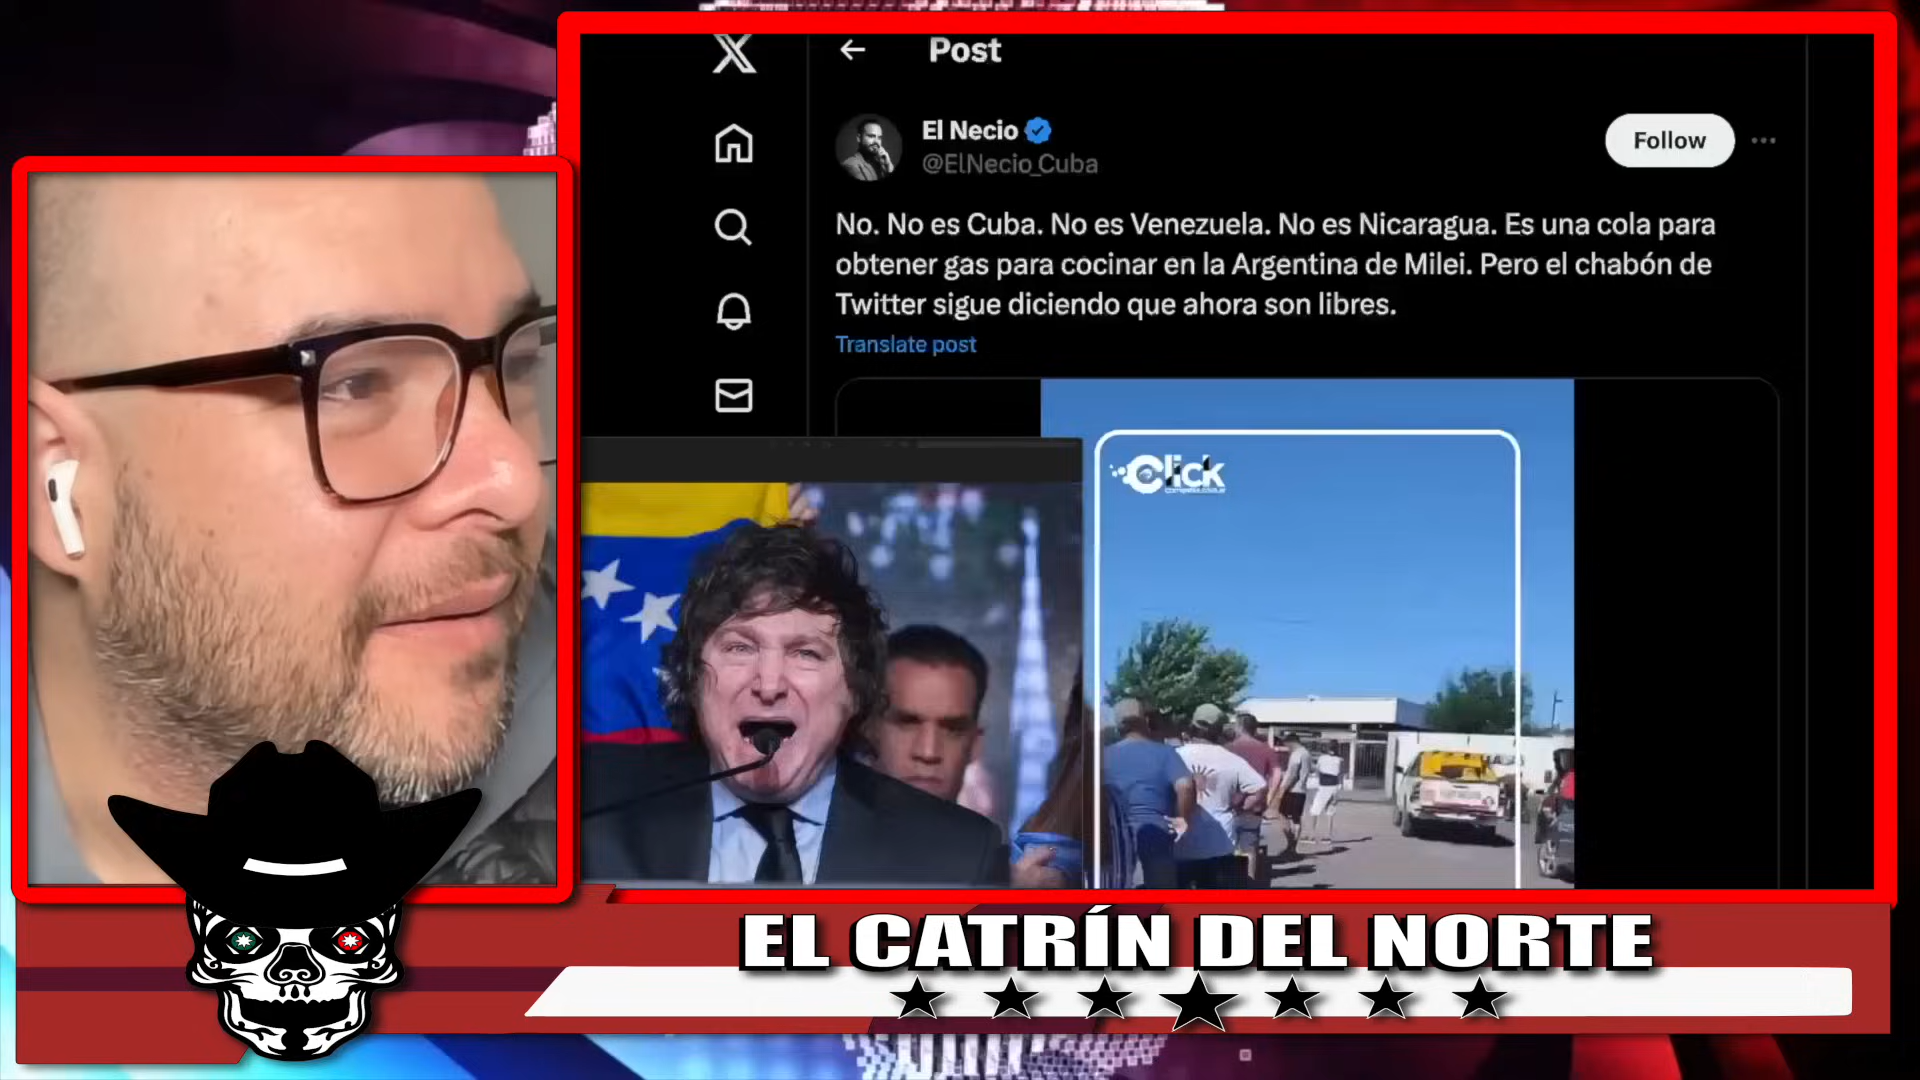 Post
El Necio
@ElNecio_Cuba
Follow
No. No es Cuba. No es Venezuela. No es Nicaragua. Es una cola para
obtener gas para cocinar en la Argentina de Milei. Pero el chabón de
Twitter sigue diciendo que ahora son libres.
Translate post
Click
EL CATRÍN DEL NORTE